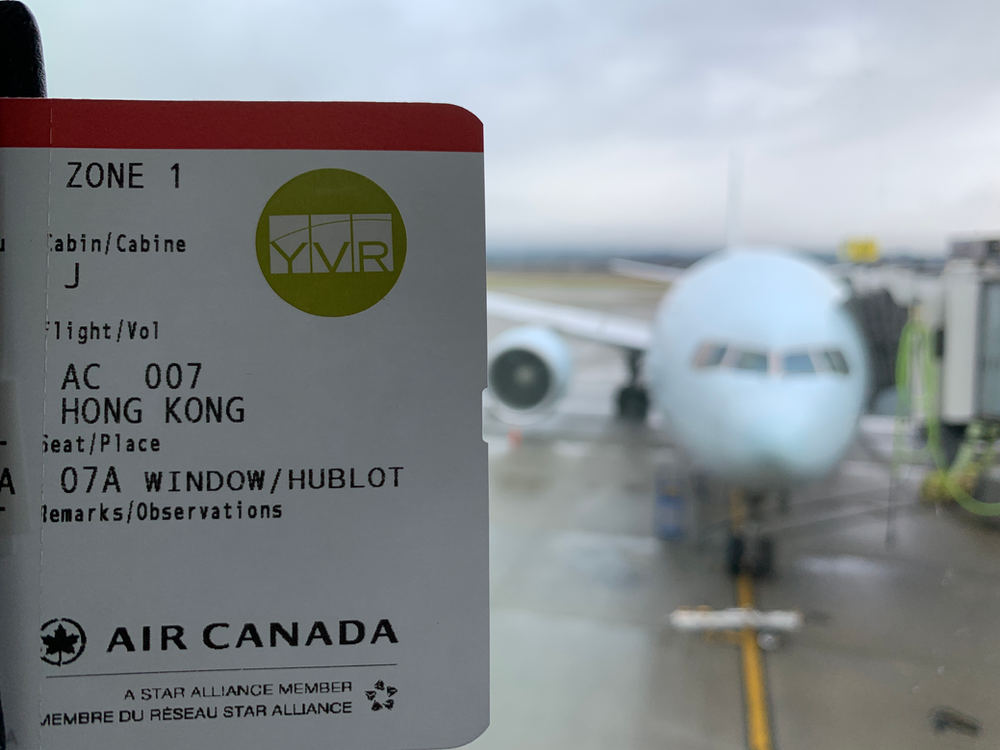 ZONE 1
YVR
Cabin/Cabine
J
Flight/Vol
AC 007
HONG KONG
Seat/Place
07A WINDOW/HUBLOT
Remarks/Observations
AIR CANADA
A STAR ALLIANCE MEMBER
MEMBRE DU RÉSEAU STAR ALLIANCE